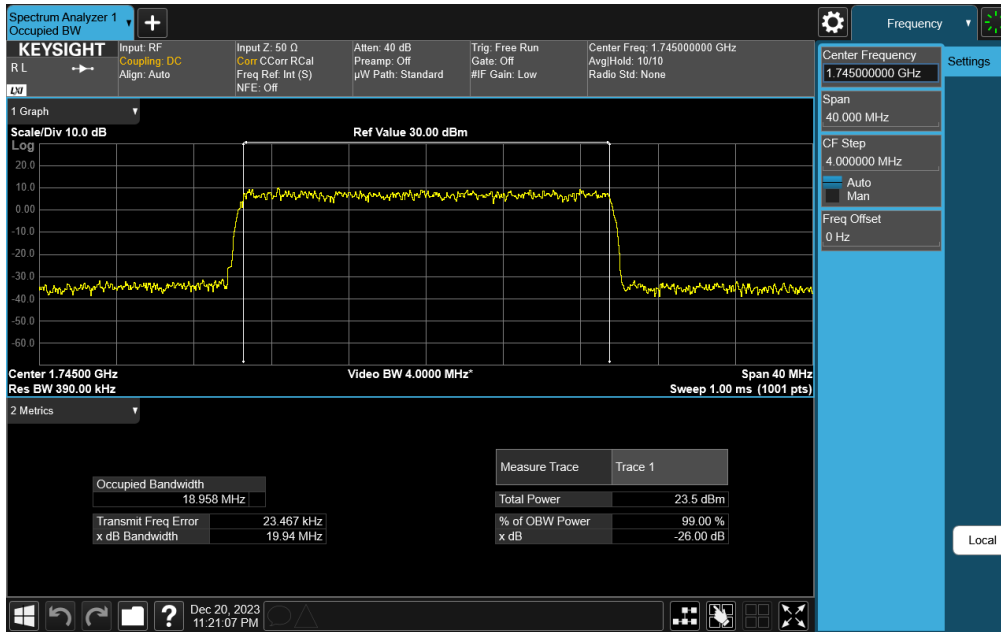 Spectrum Analyzer 1
Occupied BW
Frequency
KEYSIGHT
R L
LXI
Input: RF
Coupling: DC
Align: Auto
Input Z: 50 Ω
Corr CCorr RCal
Freq Ref: Int (S)
NFE: Off
Atten: 40 dB
Preamp: Off
µW Path: Standard
Trig: Free Run
Gate: Off
#IF Gain: Low
Center Freq: 1.745000000 GHz
Avg|Hold: 10/10
Radio Std: None
Center Frequency
1.745000000 GHz
Settings
Span
40.000 MHz
CF Step
4.000000 MHz
Auto
Man
Freq Offset
0 Hz
Local
1 Graph
Scale/Div 10.0 dB
Ref Value 30.00 dBm
Log
20.0
10.0
0.00
-10.0
-20.0
-30.0
-40.0
-50.0
-60.0
Center 1.74500 GHz
Video BW 4.0000 MHz*
Span 40 MHz
Res BW 390.00 kHz
Sweep 1.00 ms (1001 pts)
2 Metrics
Occupied Bandwidth
18.958 MHz
Transmit Freq Error 23.467 kHz
x dB Bandwidth 19.94 MHz
Measure Trace Trace 1
Total Power 23.5 dBm
% of OBW Power 99.00 %
x dB -26.00 dB
Dec 20, 2023
11:21:07 PM